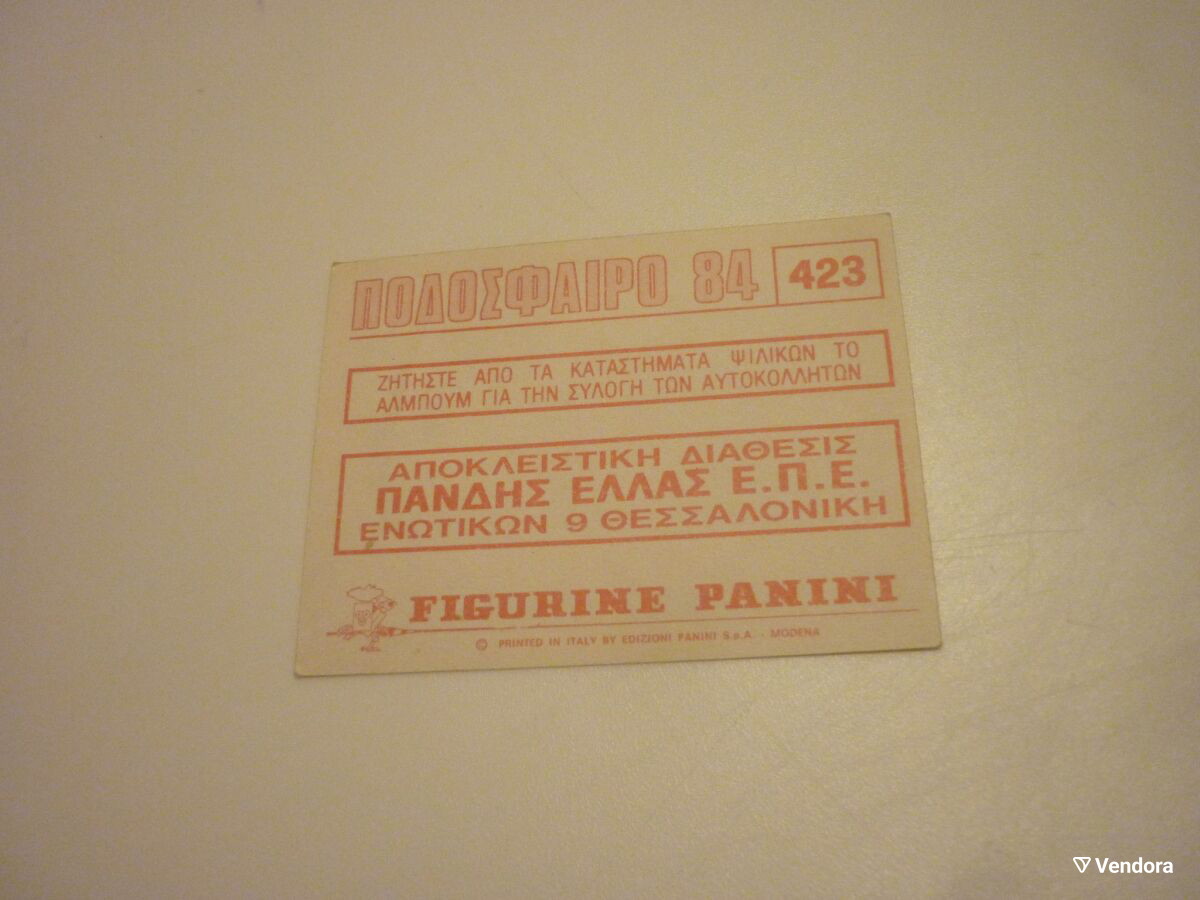 ΠΟΔΟΣΦΑΙΡΟ 84 423
ΖΗΤΗΣΤΕ ΑΠΟ ΤΑ ΚΑΤΑΣΤΗΜΑΤΑ ΨΙΛΙΚΩΝ ΤΟ
ΑΛΜΠΟΥΜ ΓΙΑ ΤΗΝ ΣΥΛΟΓΗ ΤΩΝ ΑΥΤΟΚΟΛΛΗΤΩΝ
ΑΠΟΚΛΕΙΣΤΙΚΗ ΔΙΑΘΕΣΙΣ
ΠΑΝΔΗΣ ΕΛΛΑΣ Ε.Π.Ε.
ΕΝΩΤΙΚΩΝ 9 ΘΕΣΣΑΛΟΝΙΚΗ
FIGURINE PANINI
© PRINTED IN ITALY BY EDIZIONI PANINI S.p.A. - MODENA
Vendora